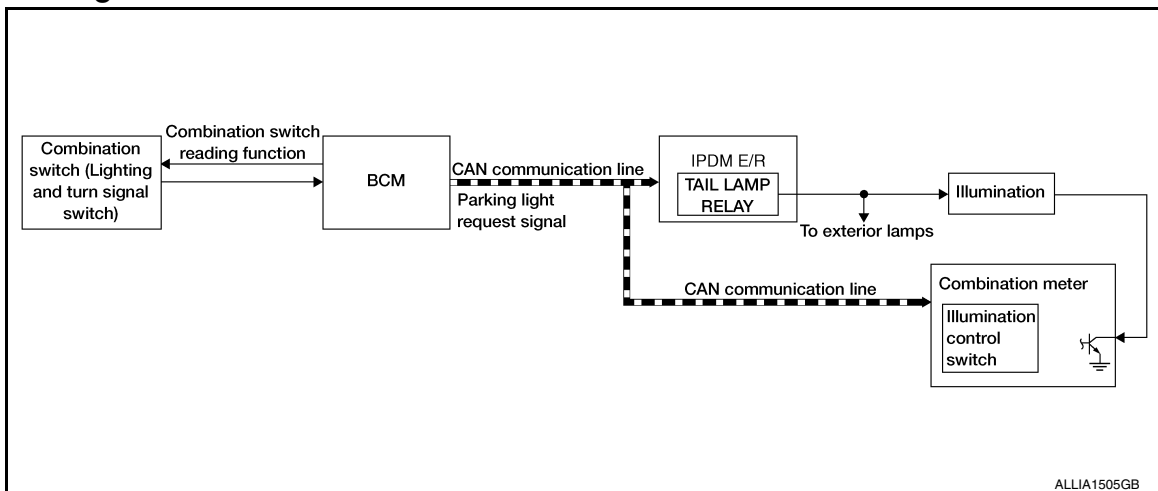 Combination
switch (Lighting
and turn signal
switch)
Combination switch
reading function
BCM
CAN communication line
Parking light
request signal
IPDM E/R
TAIL LAMP
RELAY
To exterior lamps
Illumination
CAN communication line
Combination meter
Illumination
control
switch
ALLIA1505GB